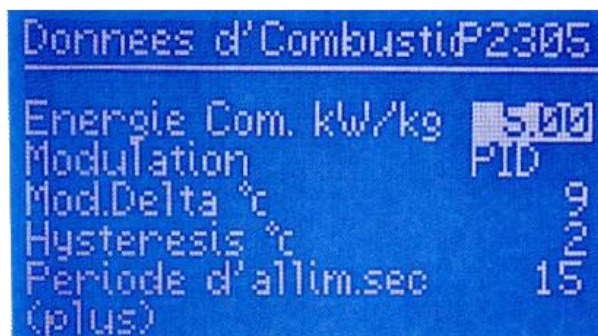 Donnees d'CombustioP2305
Energie Com. kW/kg 5.00
Modulation PID
Mod.Delta °c 9
Hysteresis °c 2
Periode d'allim.sec 15
(plus)